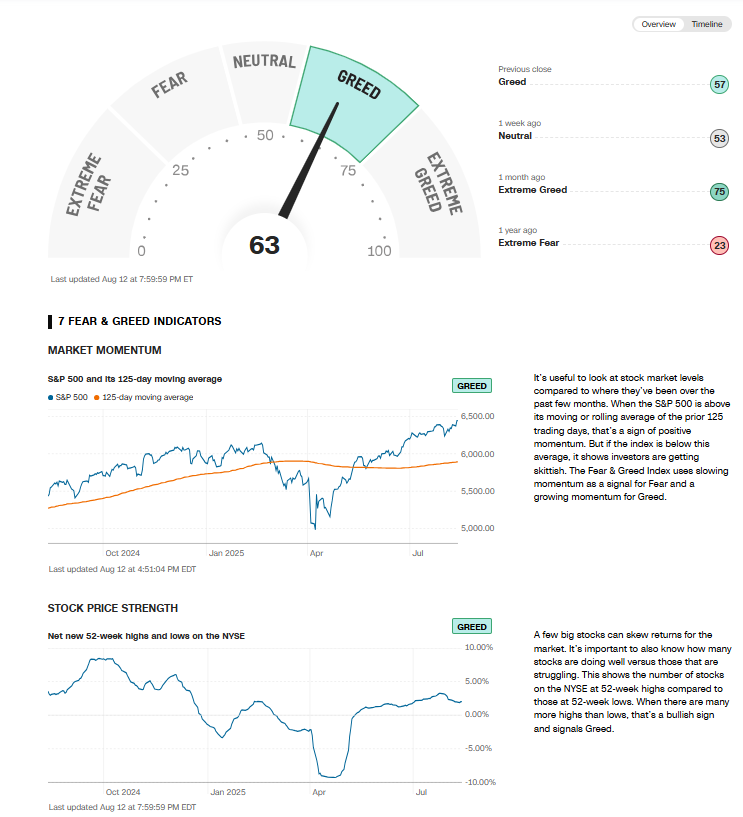 Overview Timeline
EXTREME FEAR
FEAR
NEUTRAL
GREED
EXTREME GREED
0
25
50
75
100
63
Last updated Aug 12 at 7:59:59 PM ET
Previous close
Greed 57
1 week ago
Neutral 53
1 month ago
Extreme Greed 75
1 year ago
Extreme Fear 23
7 FEAR & GREED INDICATORS
MARKET MOMENTUM
S&P 500 and its 125-day moving average
GREED
S&P 500 125-day moving average
6,500.00
6,000.00
5,500.00
5,000.00
Oct 2024 Jan 2025 Apr Jul
Last updated Aug 12 at 4:51:04 PM EDT
It's useful to look at stock market levels
compared to where they've been over the
past few months. When the S&P 500 is above
its moving or rolling average of the prior 125
trading days, that's a sign of positive
momentum. But if the index is below this
average, it shows investors are getting
skittish. The Fear & Greed Index uses slowing
momentum as a signal for Fear and a
growing momentum for Greed.
STOCK PRICE STRENGTH
GREED
Net new 52-week highs and lows on the NYSE
10.00%
5.00%
0.00%
-5.00%
-10.00%
Oct 2024 Jan 2025 Apr Jul
Last updated Aug 12 at 7:59:59 PM EDT
A few big stocks can skew returns for the
market. It's important to also know how many
stocks are doing well versus those that are
struggling. This shows the number of stocks
on the NYSE at 52-week highs compared to
those at 52-week lows. When there are many
more highs than lows, that's a bullish sign
and signals Greed.